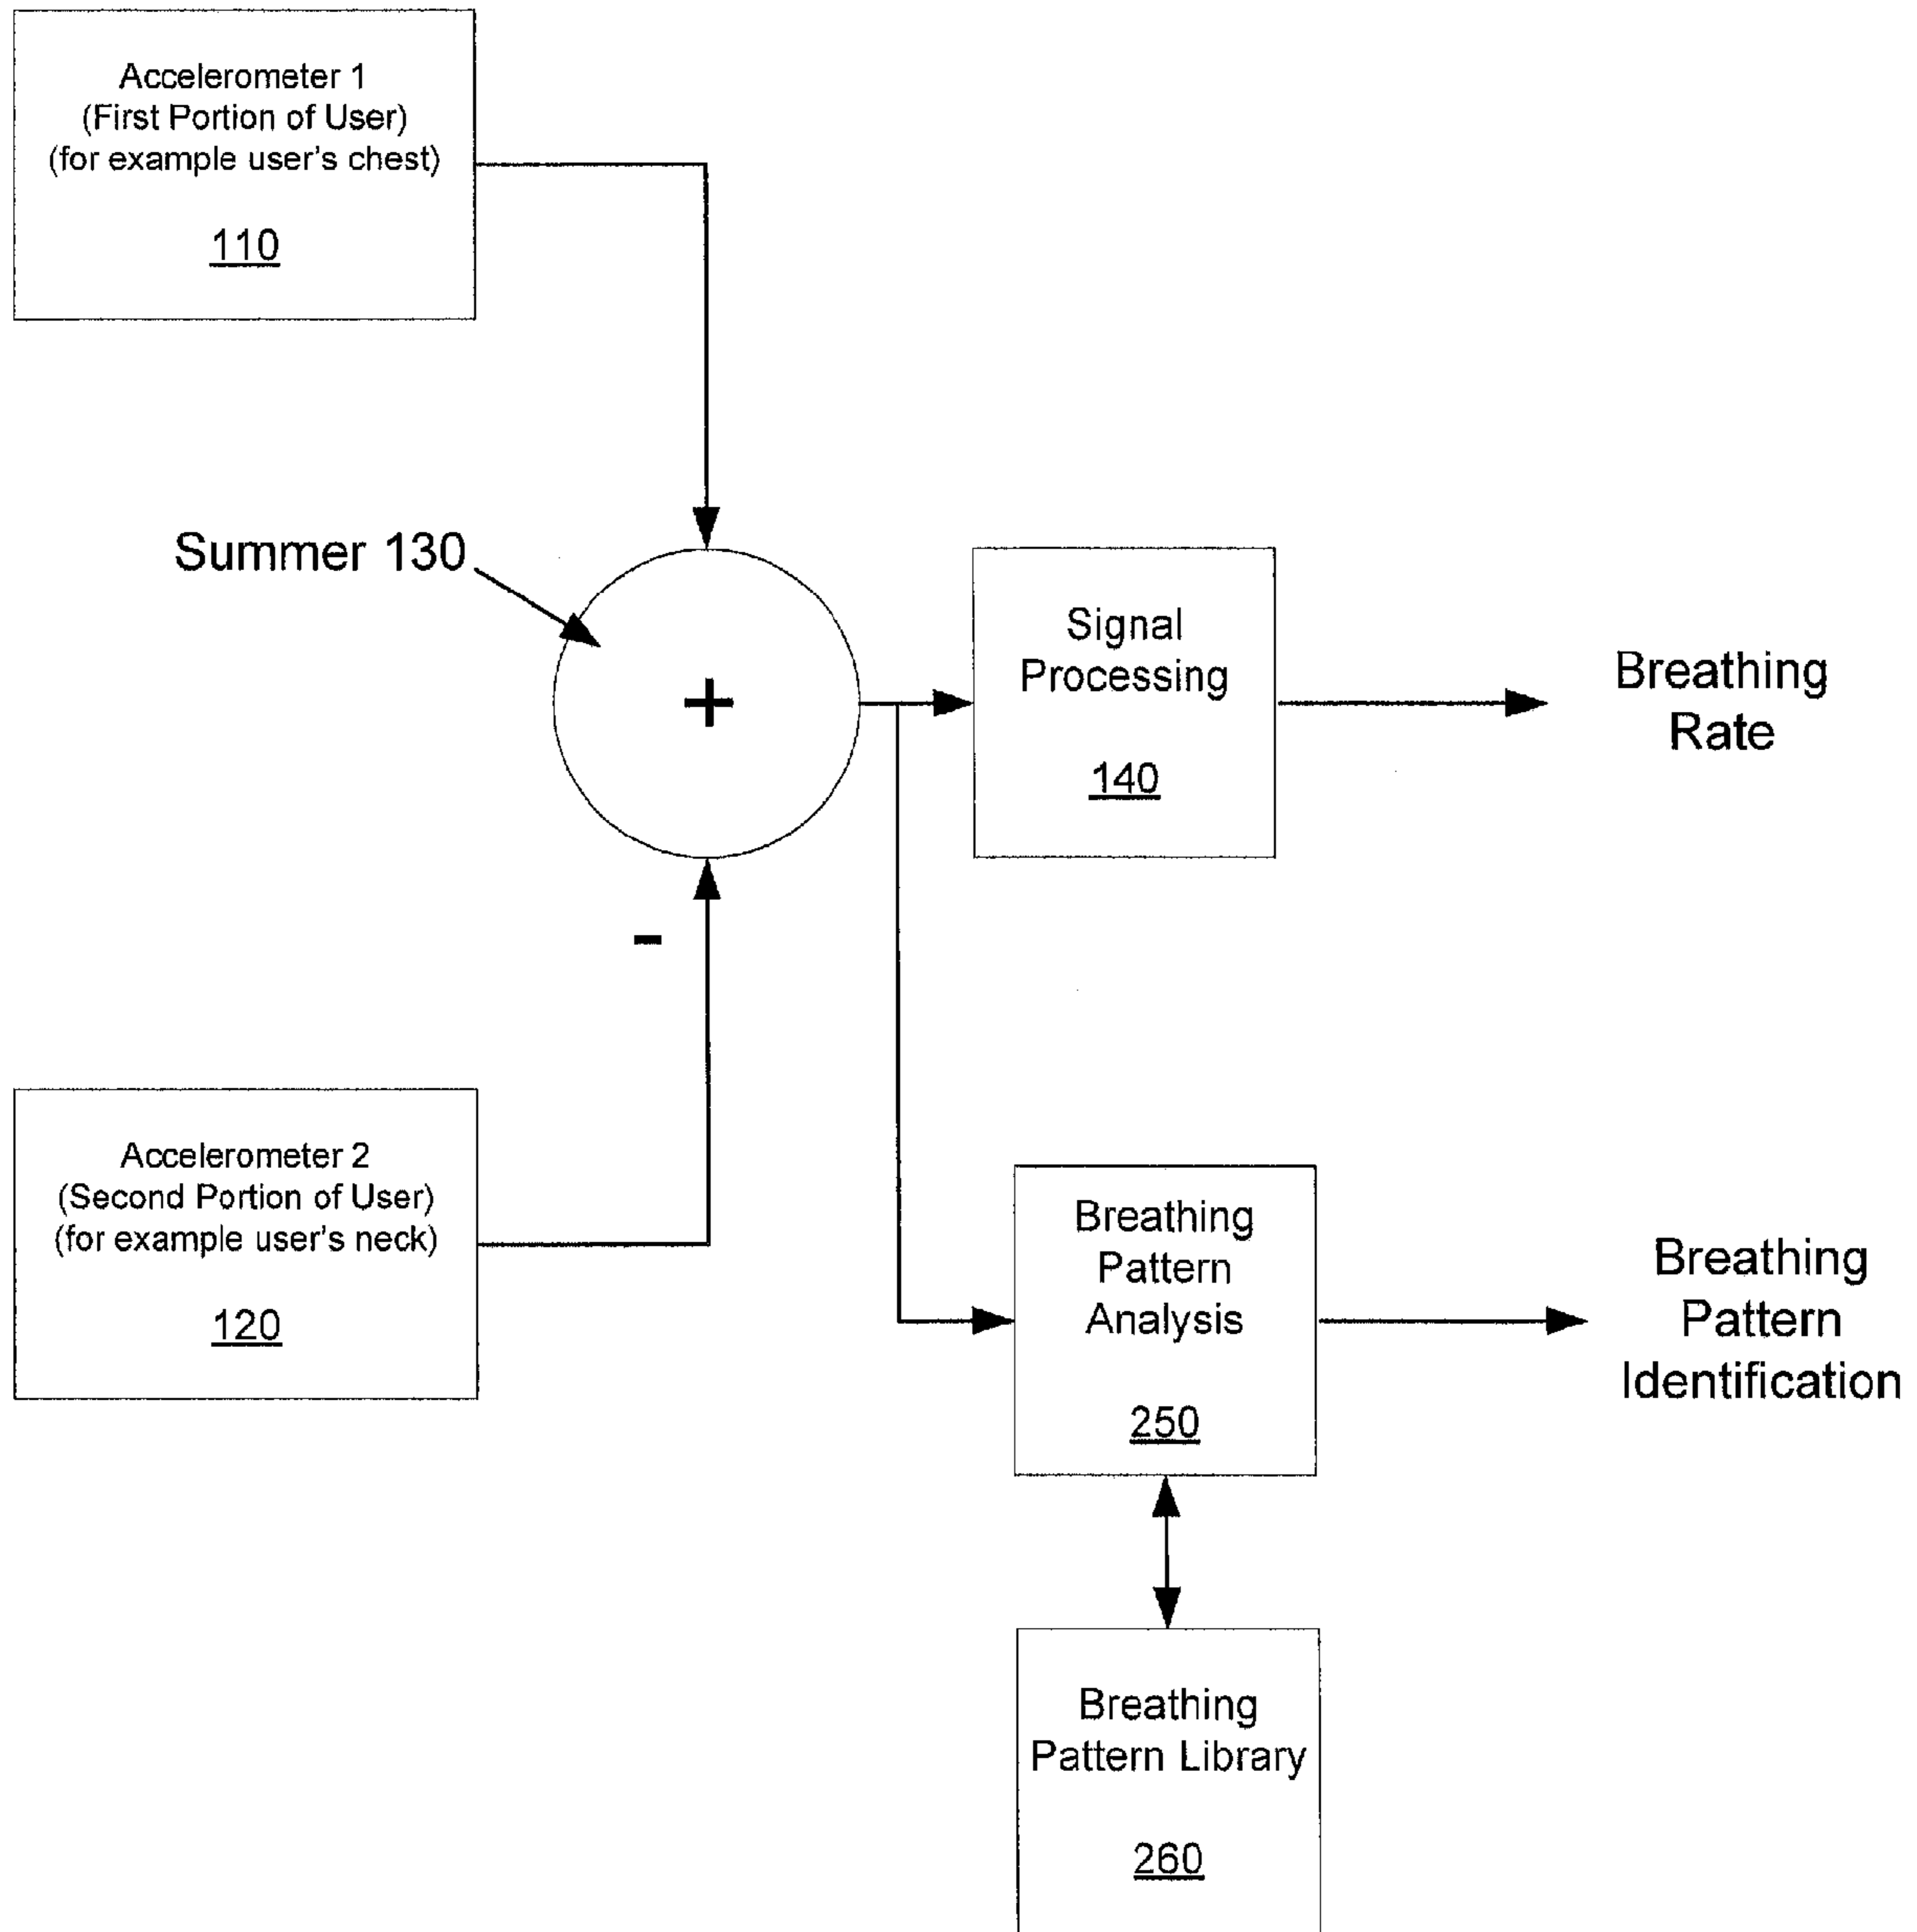 Accelerometer 1
(First Portion of User)
(for example user's chest)
110
Summer 130
+
Signal
Processing
140
Breathing
Rate
-
Accelerometer 2
(Second Portion of User)
(for example user's neck)
120
Breathing
Pattern
Analysis
250
Breathing
Pattern
Identification
Breathing
Pattern Library
260